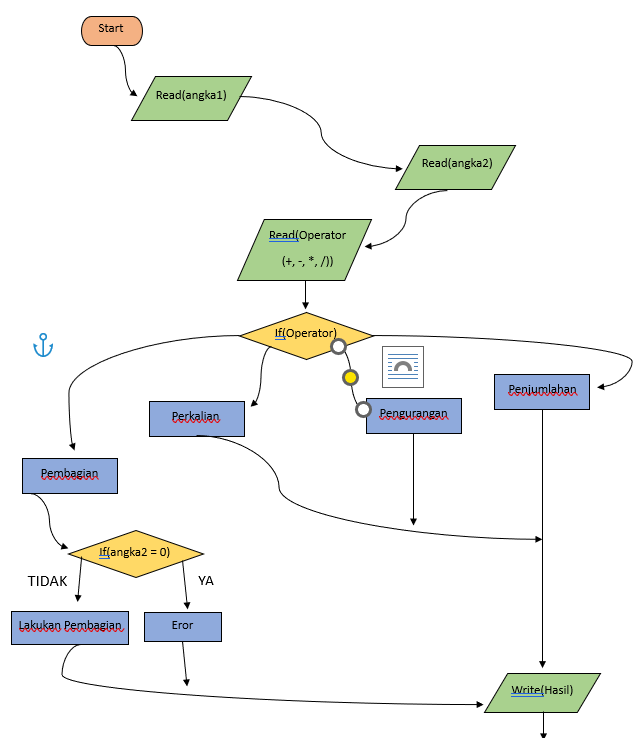 Start
Read(angka1)
Read(angka2)
Read(Operator
(+, -, *, /))
If(Operator)
Penjumlahan
Perkalian
Pengurangan
Pembagian
If(angka2 = 0)
TIDAK
YA
Lakukan Pembagian
Eror
Write(Hasil)